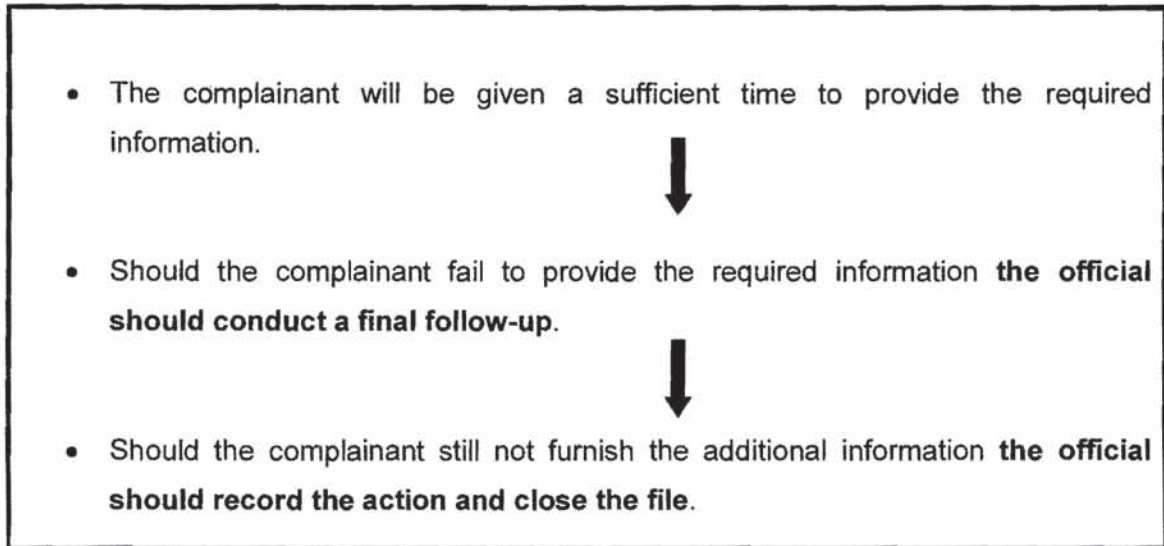 • The complainant will be given a sufficient time to provide the required
information.
• Should the complainant fail to provide the required information the official
should conduct a final follow-up.
• Should the complainant still not furnish the additional information the official
should record the action and close the file.